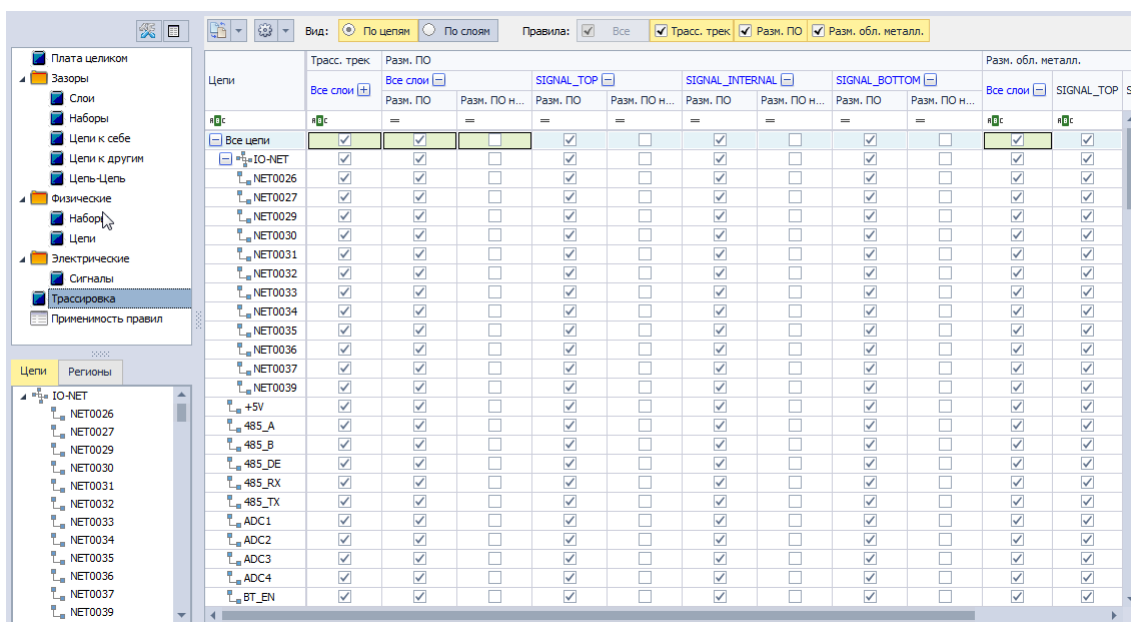 Вид: По цепям По слоям Правила: Все Трасс. трек Разм. ПО Разм. обл. металл.
Плата целиком
Зазоры
Слои
Наборы
Цепи к себе
Цепи к другим
Цепь-Цепь
Физические
Наборы
Цепи
Электрические
Сигналы
Трассировка
Применимость правил
Цепи Регионы
IO-NET
NET0026
NET0027
NET0029
NET0030
NET0031
NET0032
NET0033
NET0034
NET0035
NET0036
NET0037
NET0039
Цепи Трасс. трек Разм. ПО Разм. обл. металл.
Все слои Все слои SIGNAL_TOP SIGNAL_INTERNAL SIGNAL_BOTTOM Все слои SIGNAL_TOP S
Разм. ПО Разм. ПО н... Разм. ПО Разм. ПО н... Разм. ПО Разм. ПО н... Разм. ПО Разм. ПО н...
ABC ABC = = = = = = = = ABC ABC
Все цепи
IO-NET
NET0026
NET0027
NET0029
NET0030
NET0031
NET0032
NET0033
NET0034
NET0035
NET0036
NET0037
NET0039
+5V
485_A
485_B
485_DE
485_RX
485_TX
ADC1
ADC2
ADC3
ADC4
BT_EN